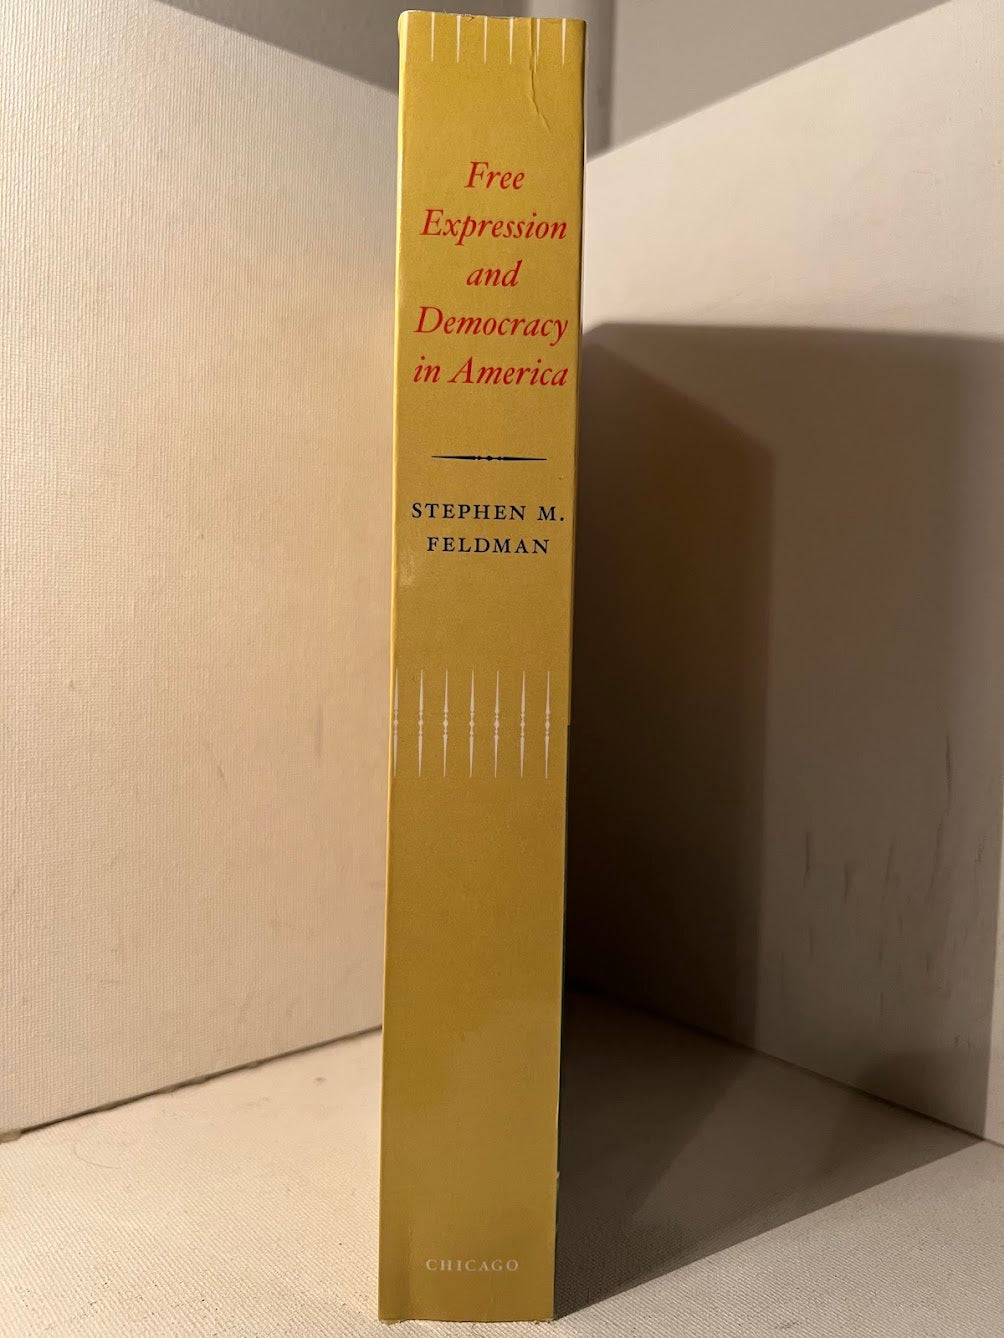 Free
Expression
and
Democracy
in America
STEPHEN M.
FELDMAN
CHICAGO